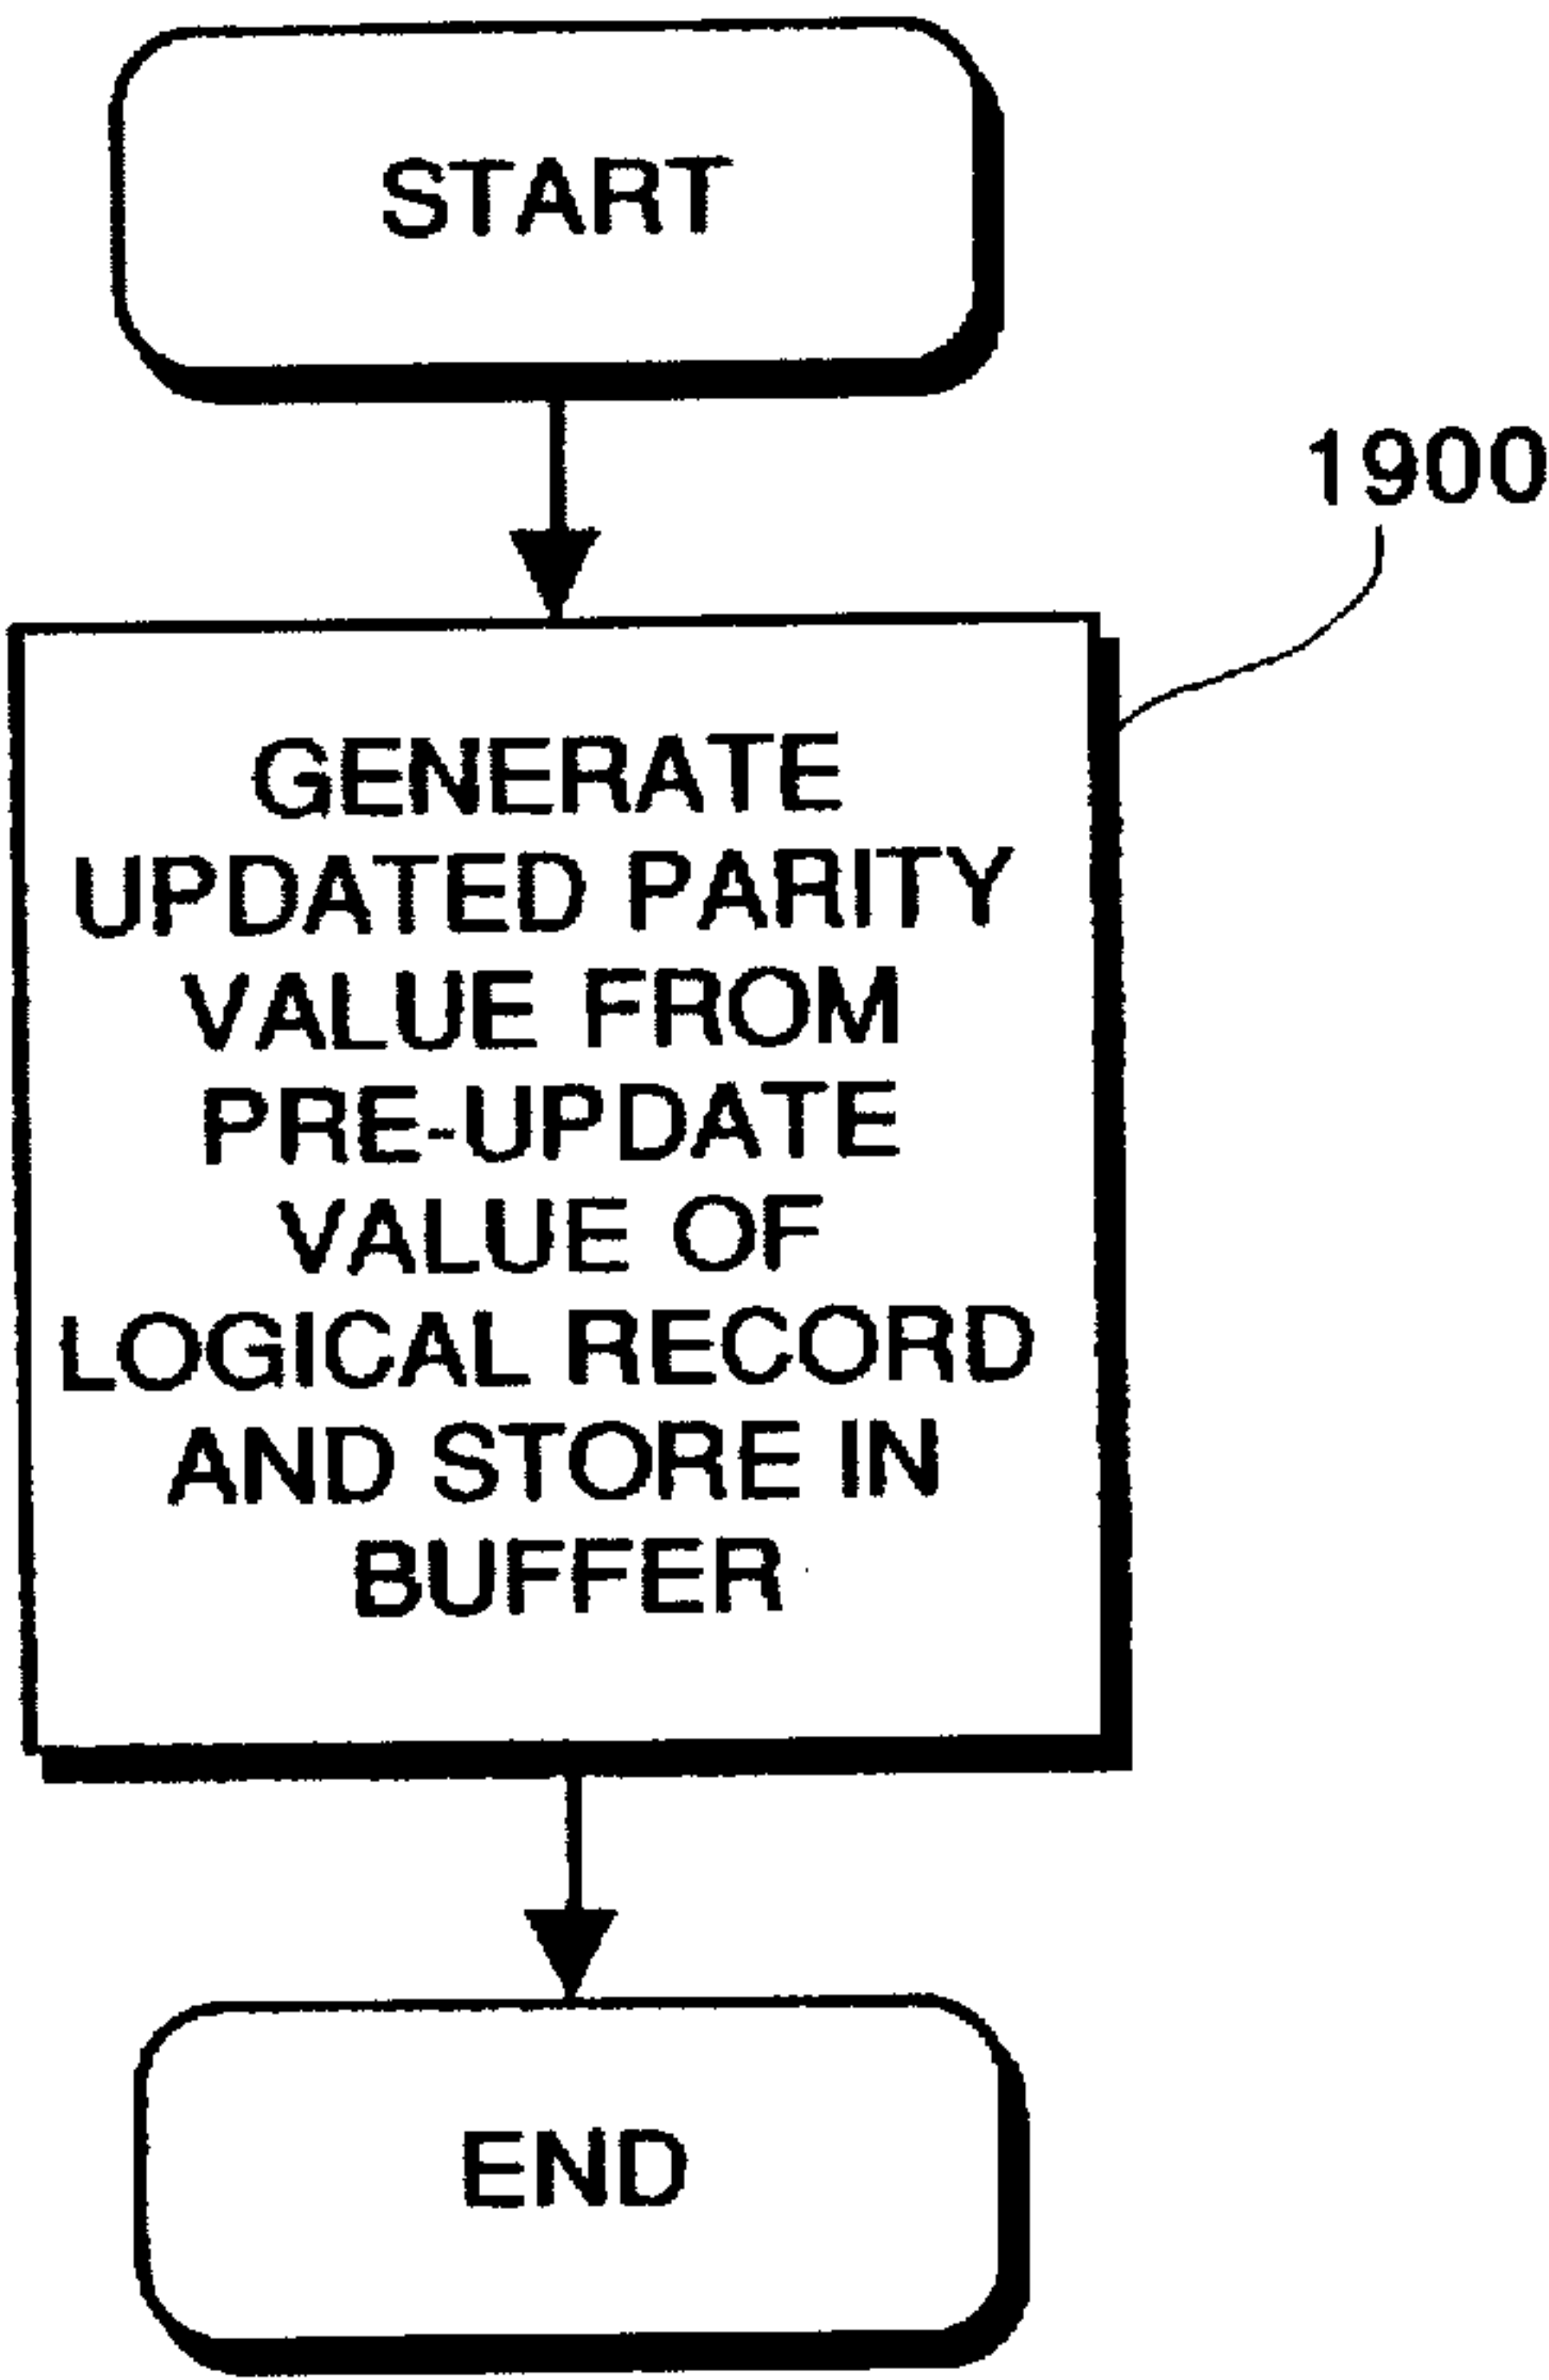 START
1900
GENERATE
UPDATED PARITY
VALUE FROM
PRE-UPDATE
VALUE OF
LOGICAL RECORD
AND STORE IN
BUFFER
END